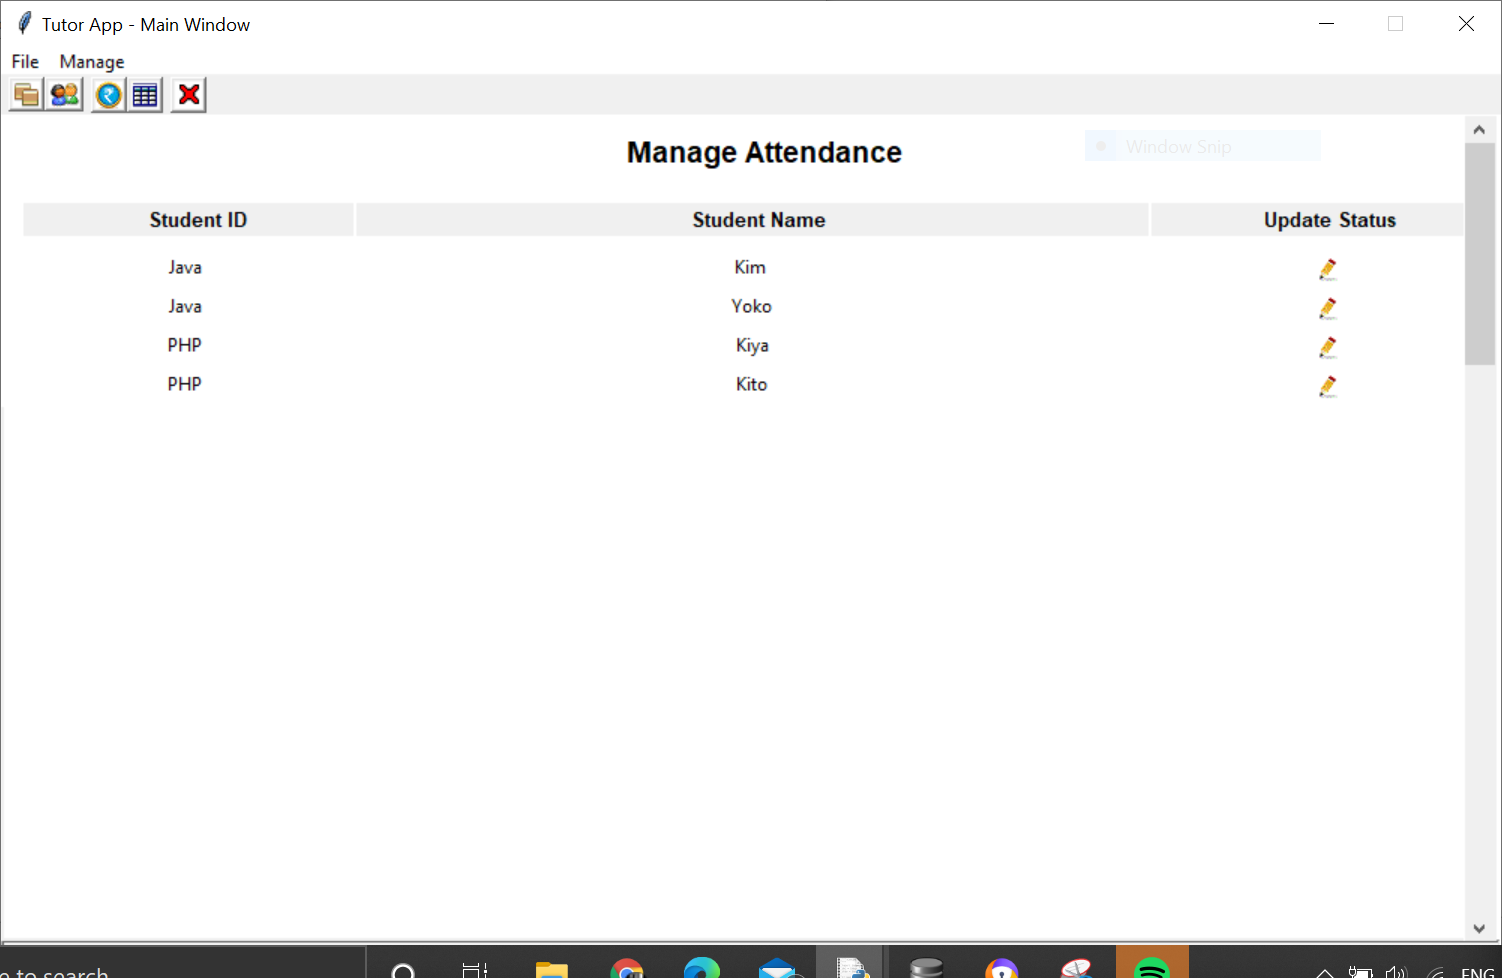 Tutor App - Main Window
File Manage
Manage Attendance
Window Snip
Student ID Student Name Update Status
Java Kim
Java Yoko
PHP Kiya
PHP Kito
e to search
ENG